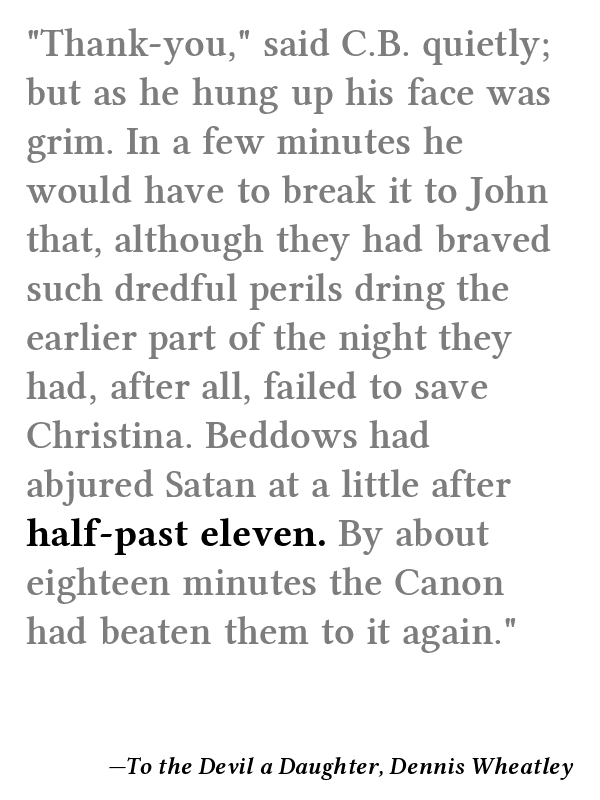 "Thank-you," said C.B. quietly;
but as he hung up his face was
grim. In a few minutes he
would have to break it to John
that, although they had braved
such dredful perils dring the
earlier part of the night they
had, after all, failed to save
Christina. Beddows had
abjured Satan at a little after
half-past eleven. By about
eighteen minutes the Canon
had beaten them to it again."
—To the Devil a Daughter, Dennis Wheatley